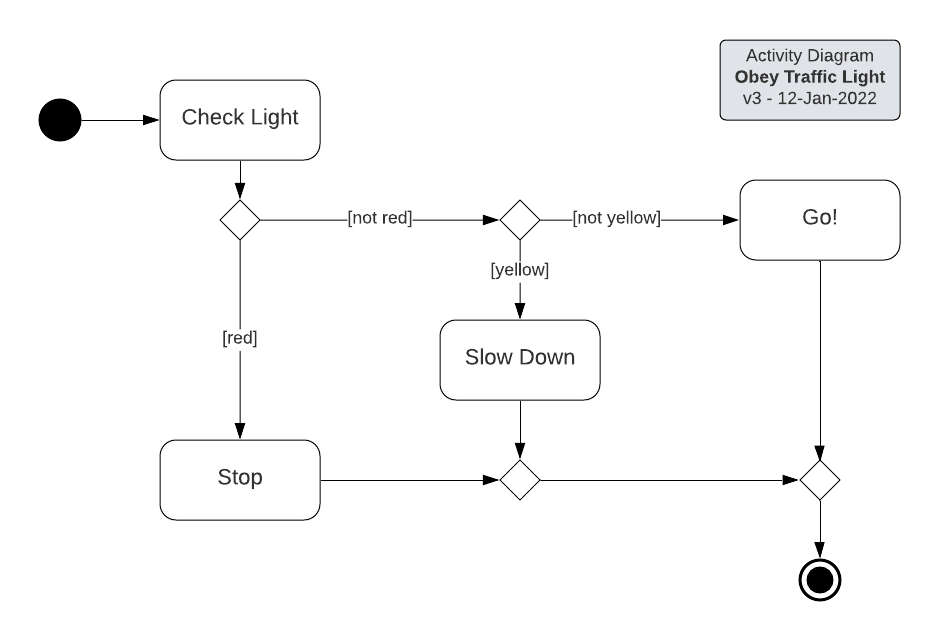 Activity Diagram
Obey Traffic Light
v3 - 12-Jan-2022
Check Light
[not red]
[not yellow]
Go!
[yellow]
[red]
Slow Down
Stop